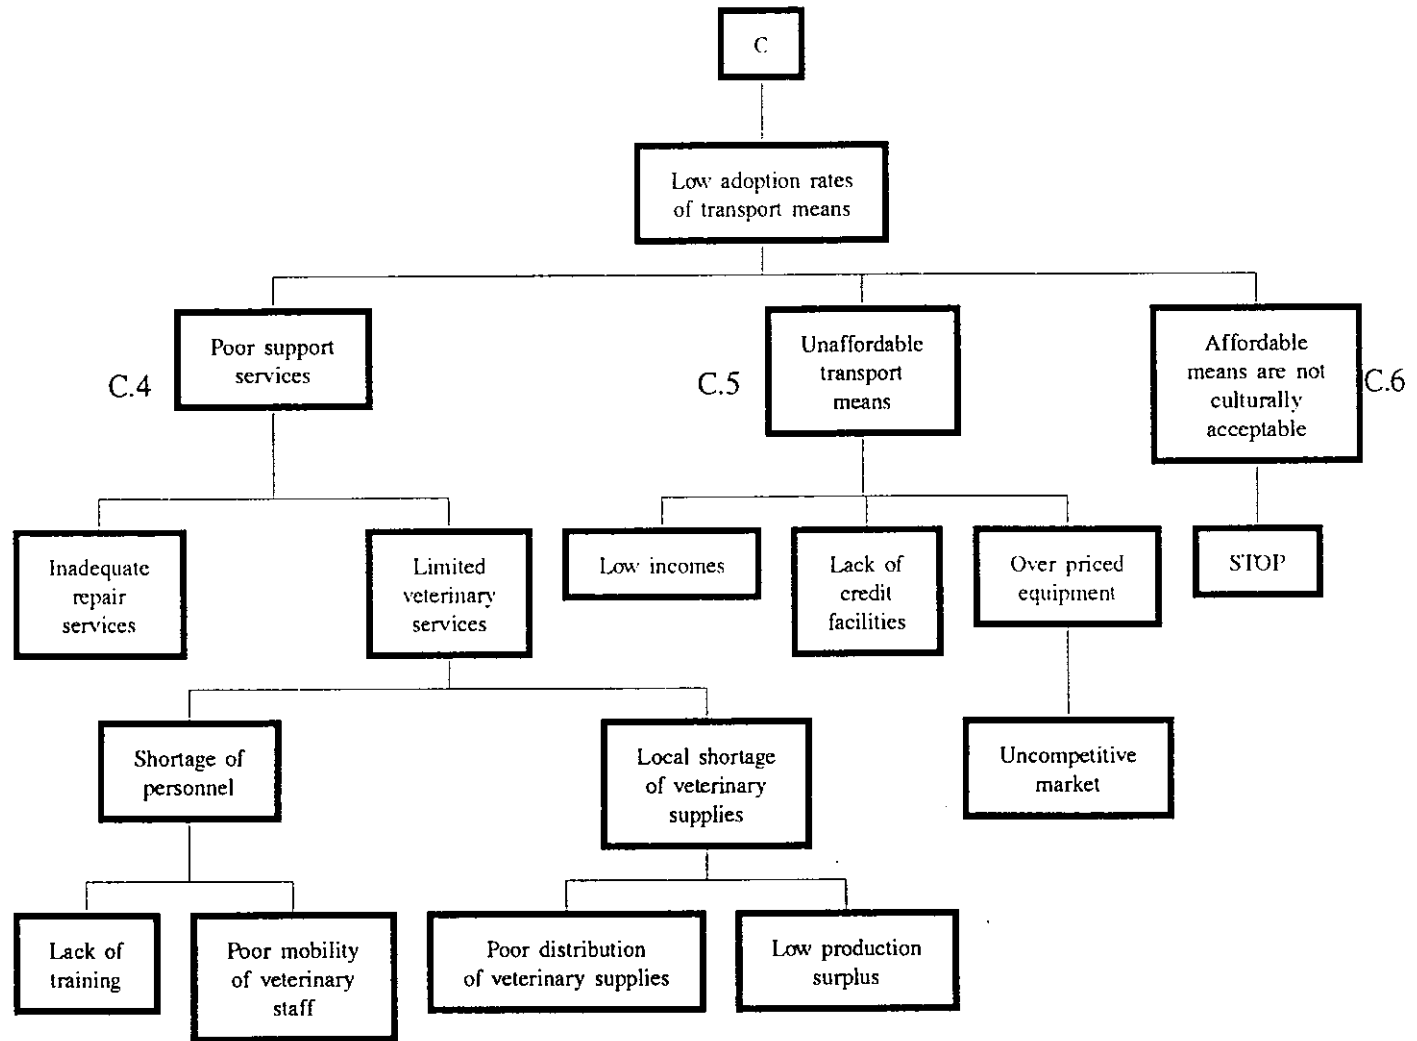 C
Low adoption rates
of transport means
Poor support
services
C.4
Unaffordable
transport
means
C.5
Affordable
means are not
culturally
acceptable
C.6
Inadequate
repair
services
Limited
veterinary
services
Low incomes
Lack of
credit
facilities
Over priced
equipment
STOP
Shortage of
personnel
Local shortage
of veterinary
supplies
Uncompetitive
market
Lack of
training
Poor mobility
of veterinary
staff
Poor distribution
of veterinary supplies
Low production
surplus